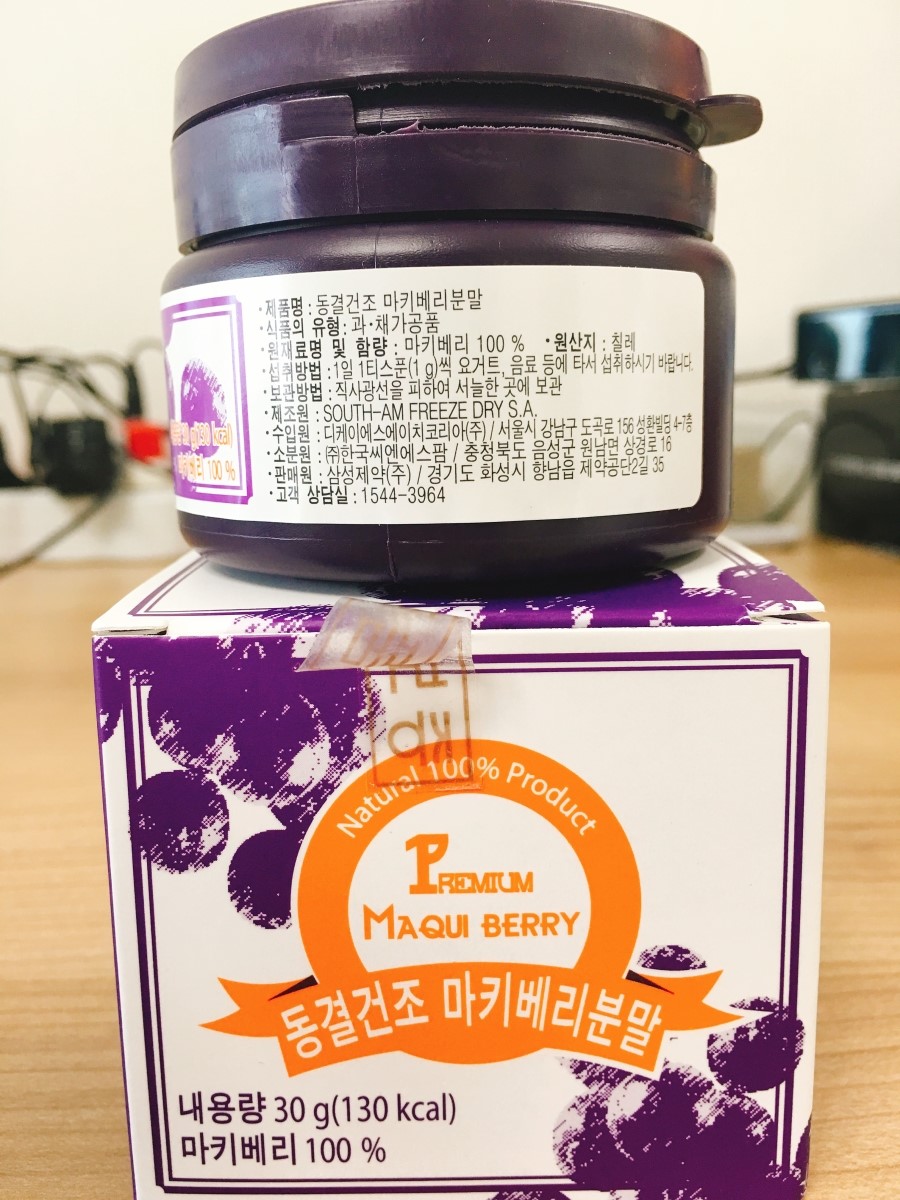 ·제품명 : 동결건조 마키베리분말
·식품의 유형 : 과·채가공품
·원재료명 및 함량 : 마키베리 100 % ·원산지 : 칠레
·섭취방법 : 1일 1티스푼(1 g)씩 요거트, 음료 등에 타서 섭취하시기 바랍니다.
·보관방법 : 직사광선을 피하여 서늘한 곳에 보관
·제조원 : SOUTH-AM FREEZE DRY S.A.
·수입원 : 디케이에스에이치코리아(주) / 서울시 강남구 도곡로 156 성환빌딩 4-7층
·소분원 : ㈜한국씨엔에스팜 / 충청북도 음성군 원남면 상경로 16
·판매원 : 삼성제약(주) / 경기도 화성시 향남읍 제약공단2길 35
·고객 상담실 : 1544-3964
g(130 kcal)
마키베리 100 %
Natural 100% Product
PREMIUM
MAQUI BERRY
동결건조 마키베리분말
내용량 30 g(130 kcal)
마키베리 100 %